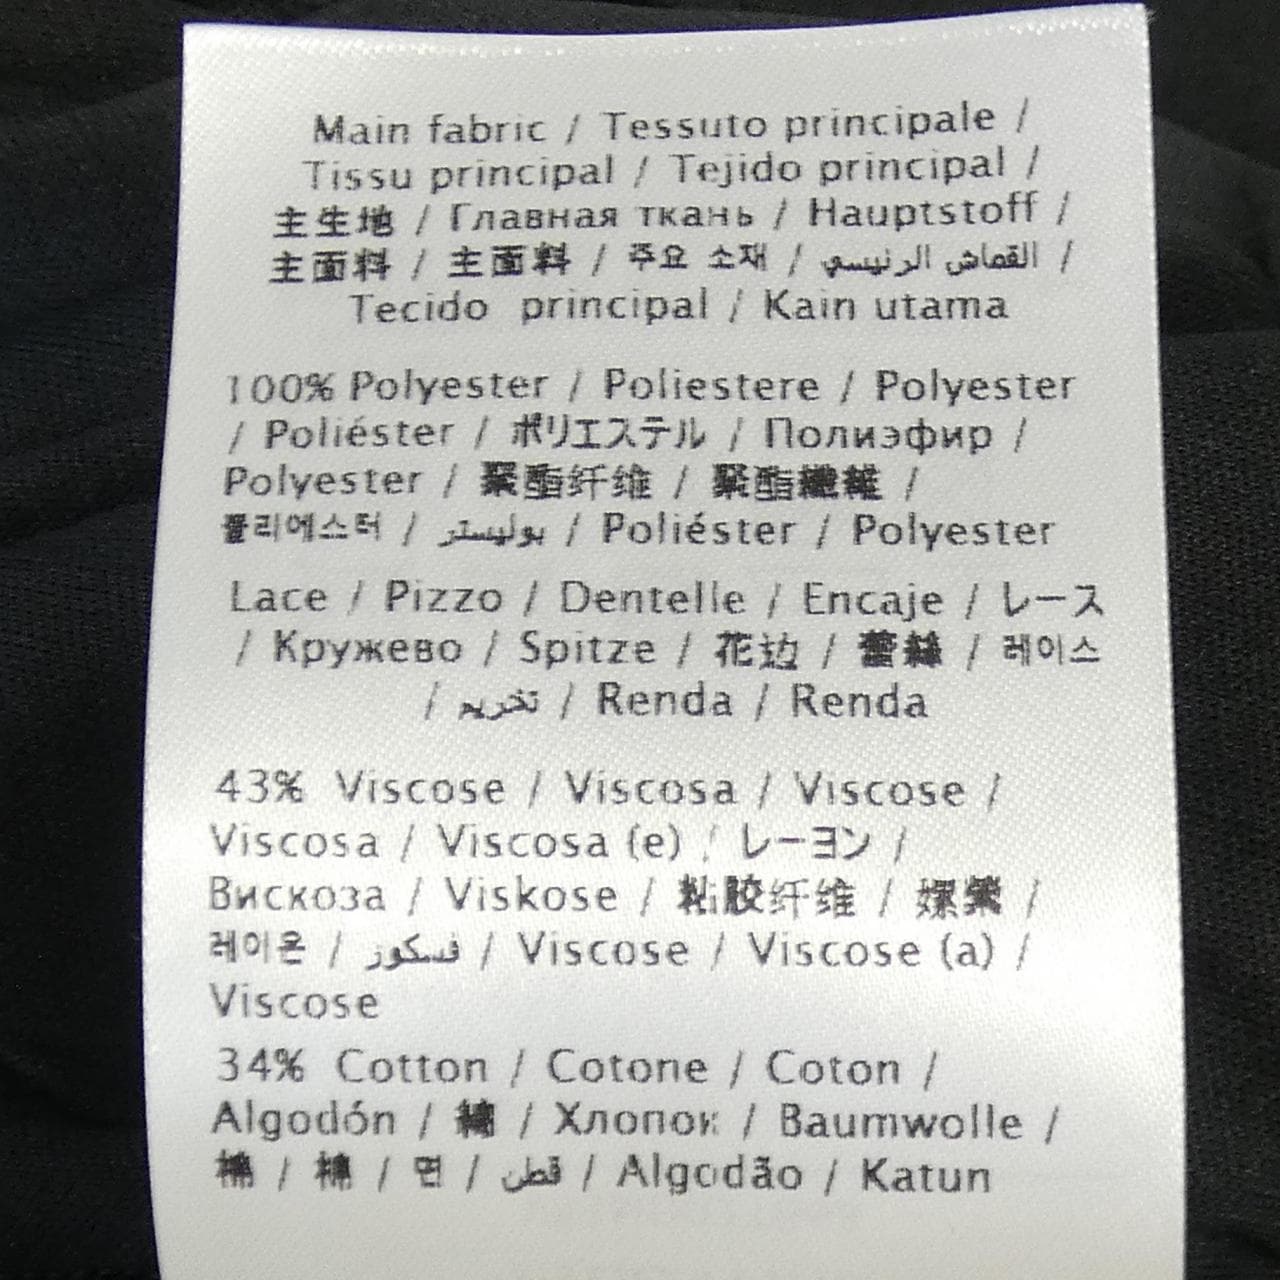 Main fabric / Tessuto principale /
Tissu principal / Tejido principal /
主生地 / Главная ткань / Hauptstoff /
主面料 / 主面料 / 주요 소재 / القماش الرئيسي /
Tecido principal / Kain utama
100% Polyester / Poliestere / Polyester
/ Poliéster / ポリエステル / Полиэфир /
Polyester / 聚酯纤维 / 聚酯纖維 /
폴리에스터 / بوليستر / Poliéster / Polyester
Lace / Pizzo / Dentelle / Encaje / レース
/ Кружево / Spitze / 花边 / 蕾絲 / 레이스
/ تخريم / Renda / Renda
43% Viscose / Viscosa / Viscose /
Viscosa / Viscosa (e) / レーヨン /
Вискоза / Viskose / 粘胶纤维 / 嫘縈 /
레이온 / فسكوز / Viscose / Viscose (a) /
Viscose
34% Cotton / Cotone / Coton /
Algodón / 綿 / Хлопок / Baumwolle /
棉 / 棉 / 면 / قطن / Algodão / Katun